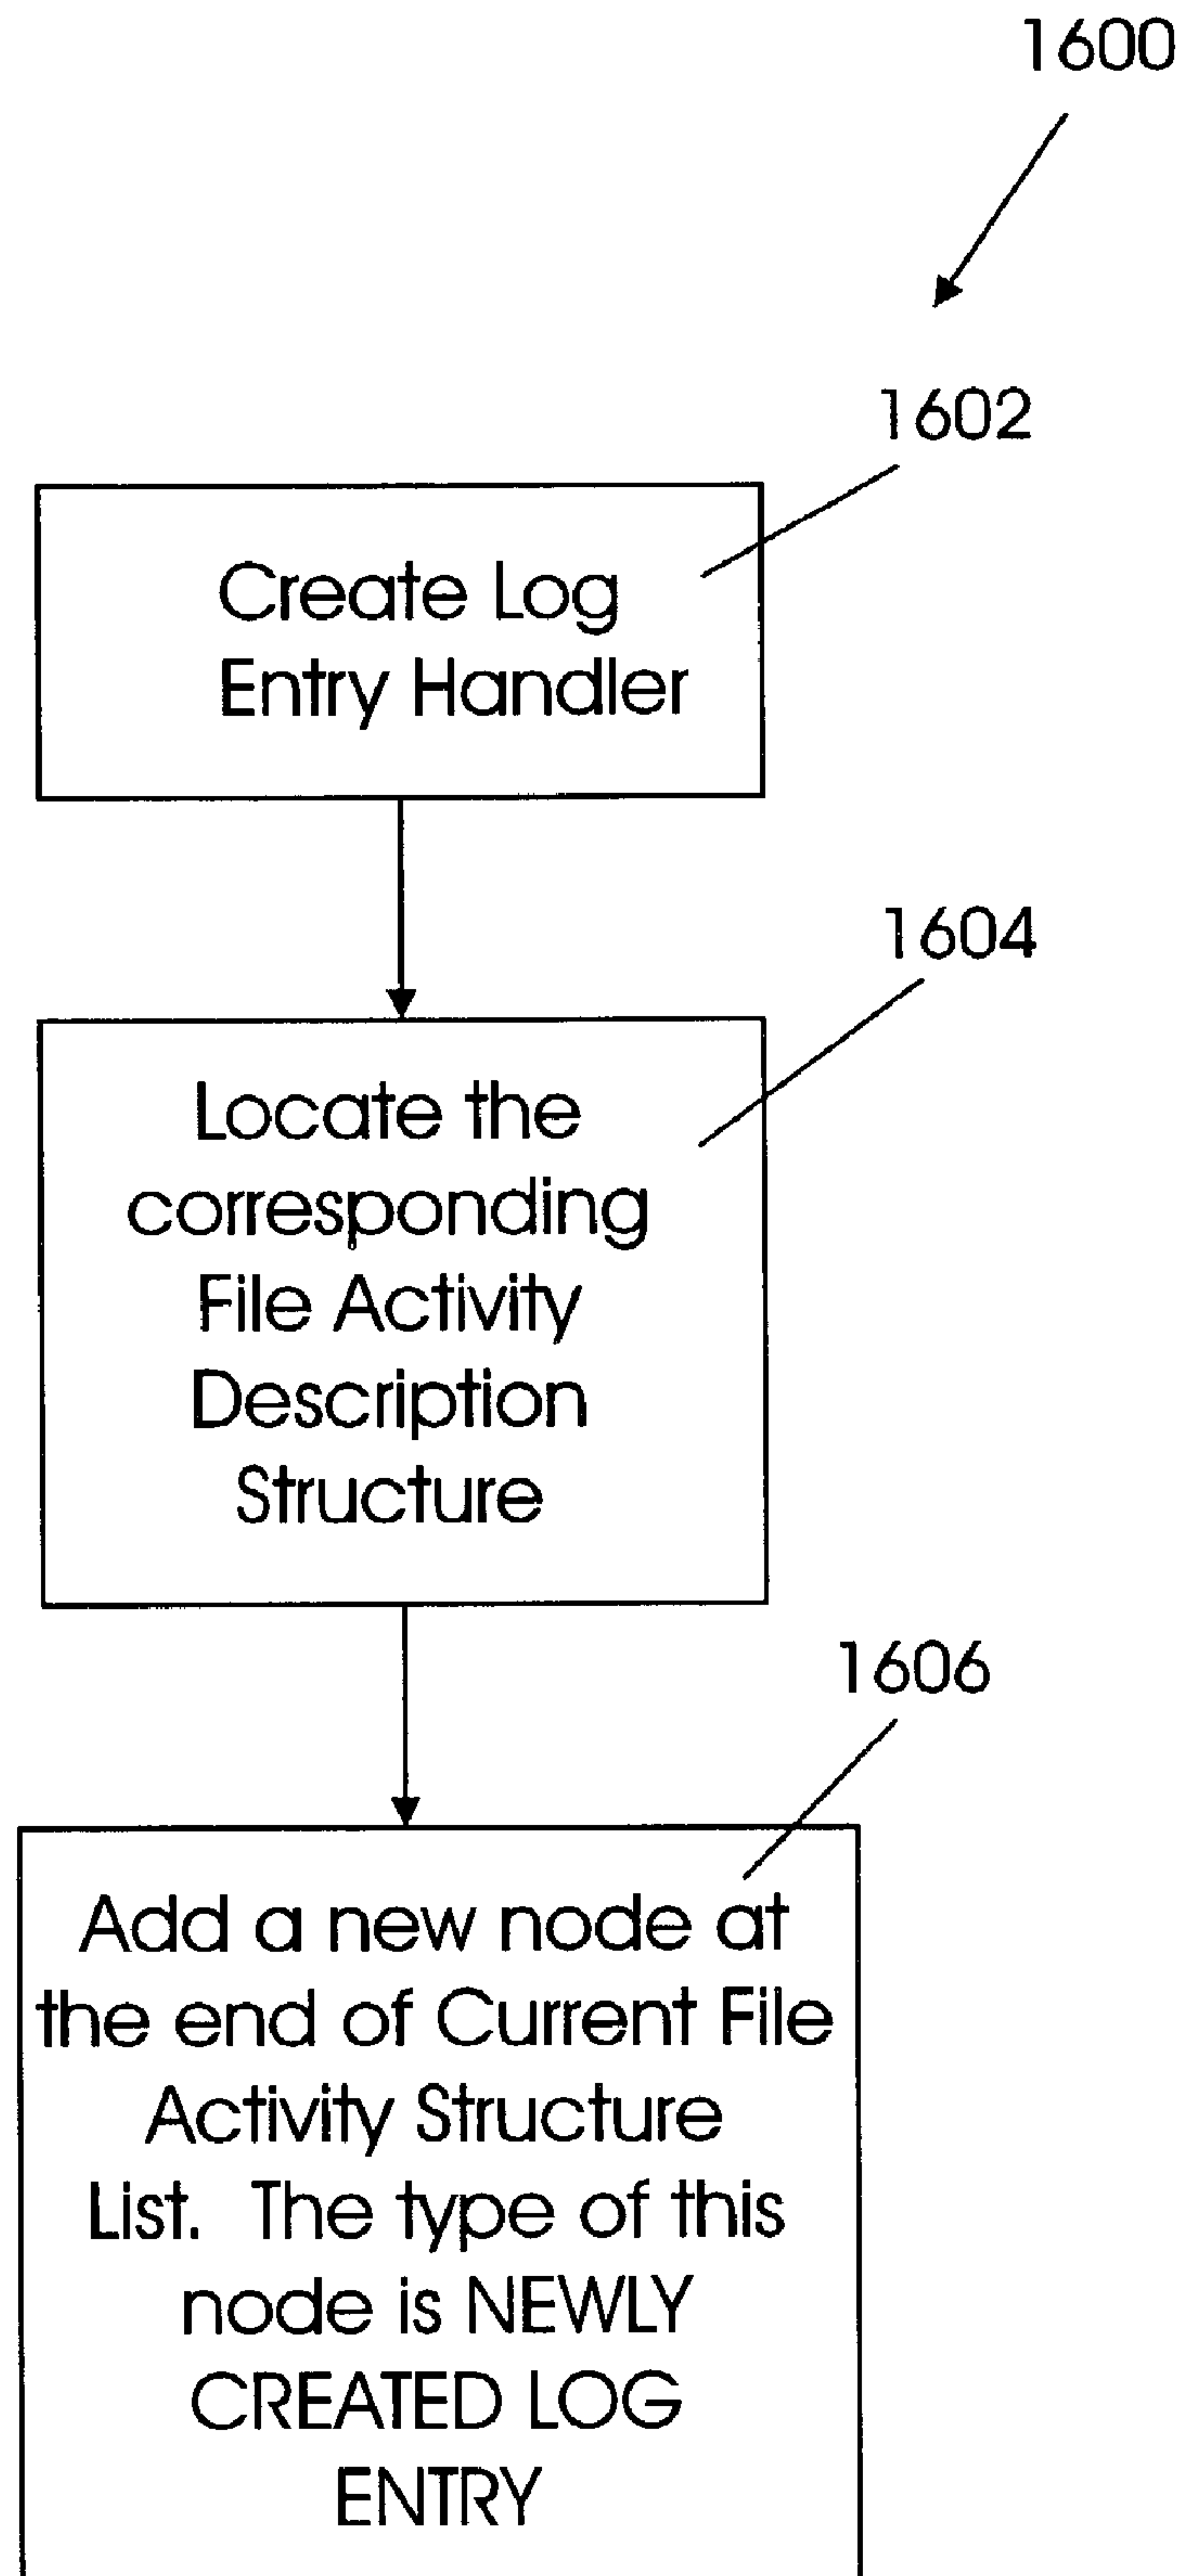 1600
1602
Create Log
Entry Handler
1604
Locate the
corresponding
File Activity
Description
Structure
1606
Add a new node at
the end of Current File
Activity Structure
List. The type of this
node is NEWLY
CREATED LOG
ENTRY